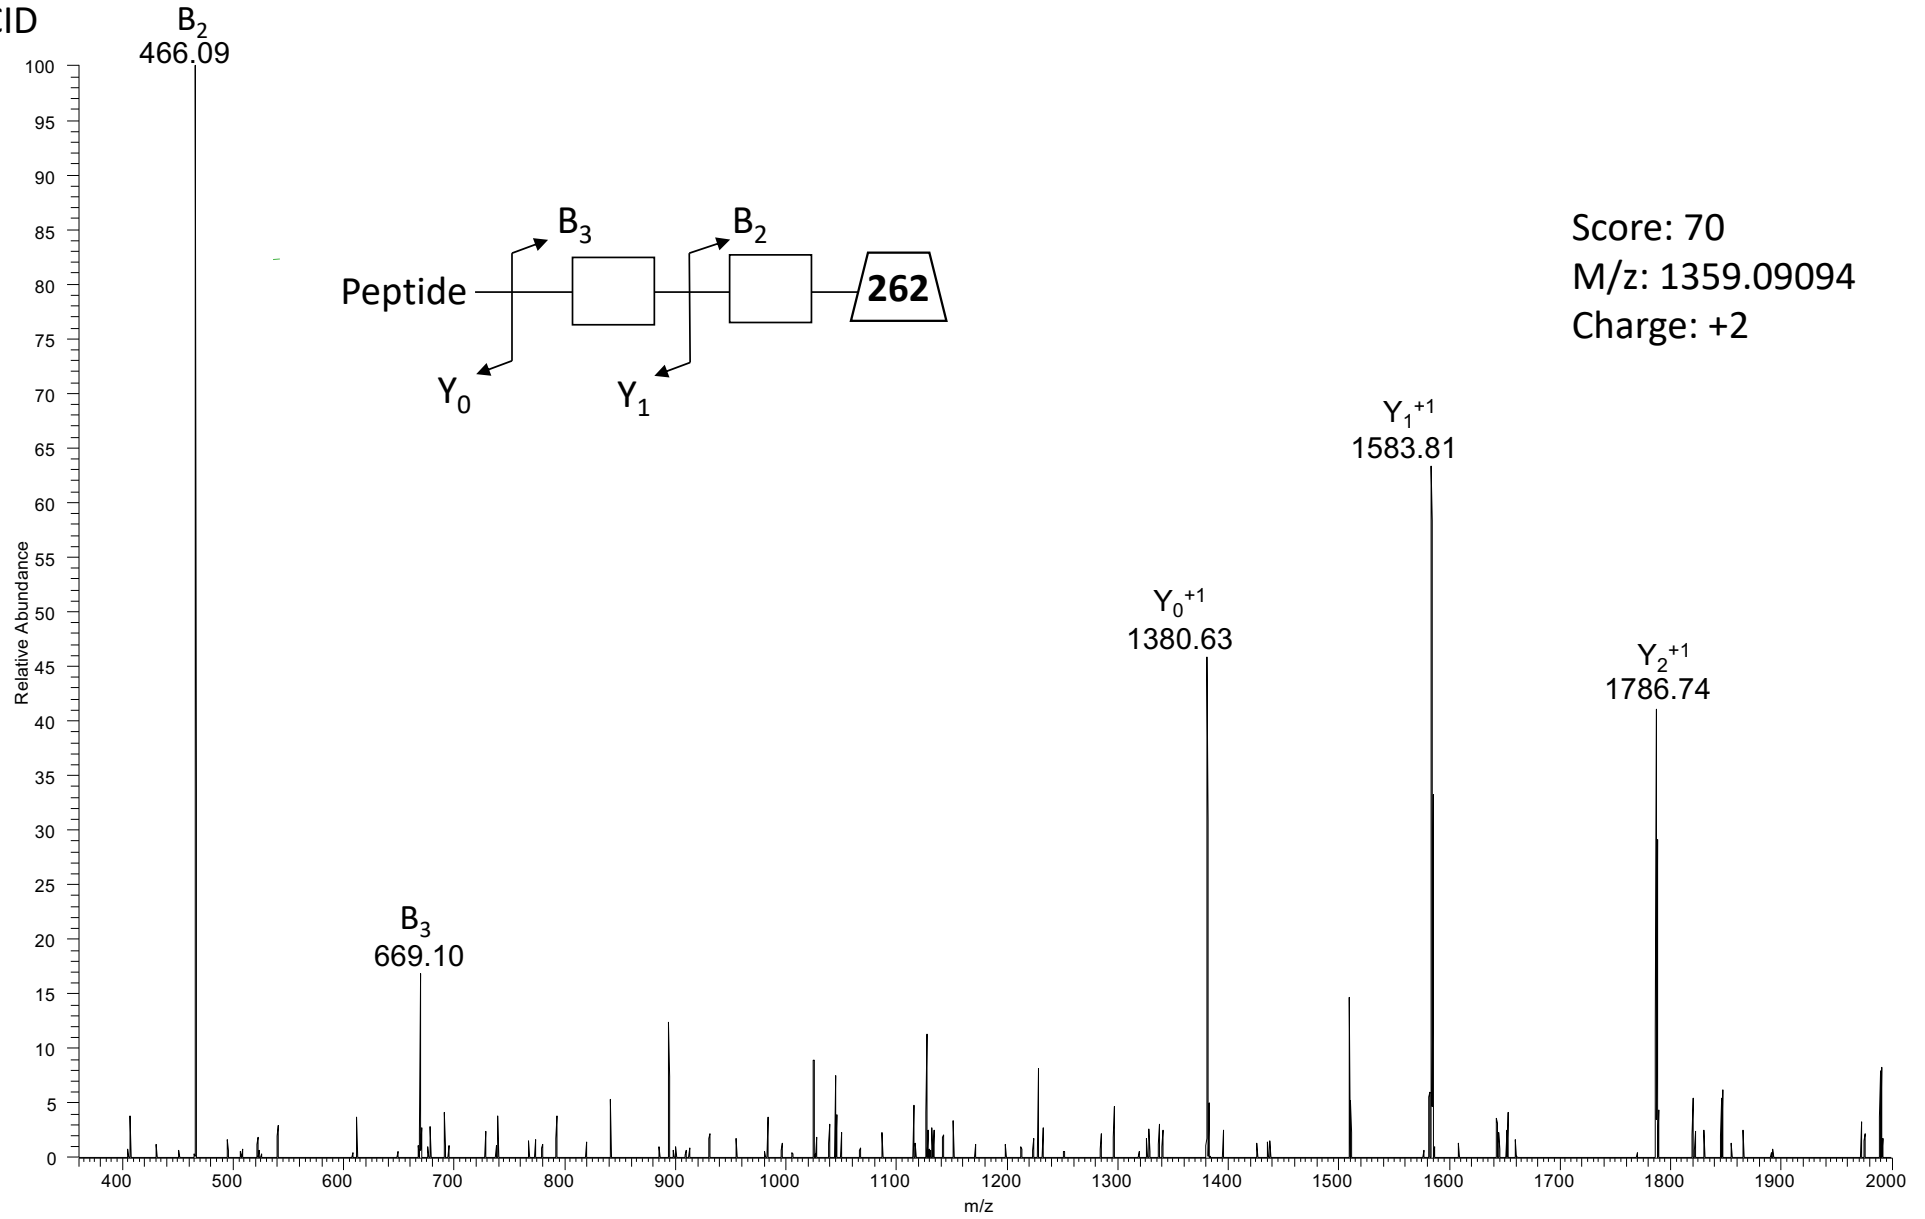 CID
B2
466.09
B3
B2
Peptide
262
Y0
Y1
Score: 70
M/z: 1359.09094
Charge: +2
Y1+1
1583.81
Y0+1
1380.63
Y2+1
1786.74
B3
669.10
Relative Abundance
100
95
90
85
80
75
70
65
60
55
50
45
40
35
30
25
20
15
10
5
0
400 500 600 700 800 900 1000 1100 1200 1300 1400 1500 1600 1700 1800 1900 2000
m/z